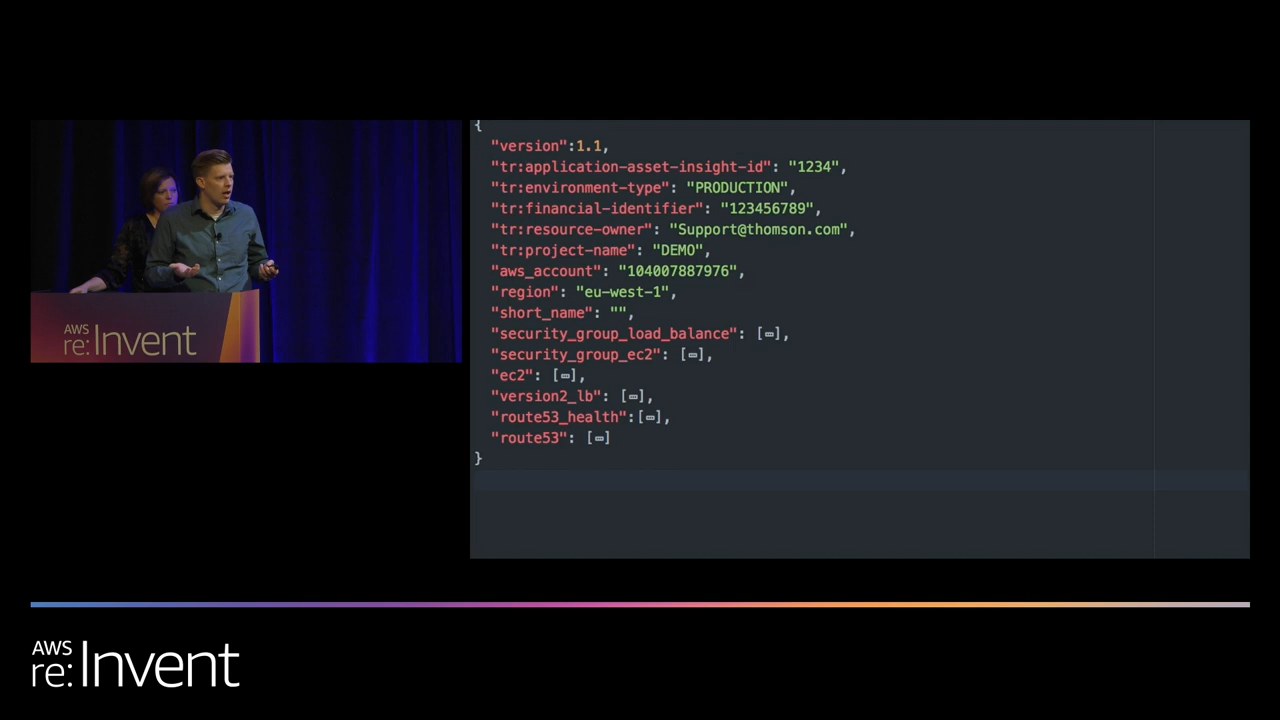 {
"version":1.1,
"tr:application-asset-insight-id": "1234",
"tr:environment-type": "PRODUCTION",
"tr:financial-identifier": "123456789",
"tr:resource-owner": "Support@thomson.com",
"tr:project-name": "DEMO",
"aws_account": "104007887976",
"region": "eu-west-1",
"short_name": "",
"security_group_load_balance": [⋯],
"security_group_ec2": [⋯],
"ec2": [⋯],
"version2_lb": [⋯],
"route53_health":[⋯],
"route53": [⋯]
}
AWS
re:Invent
AWS
re:Invent